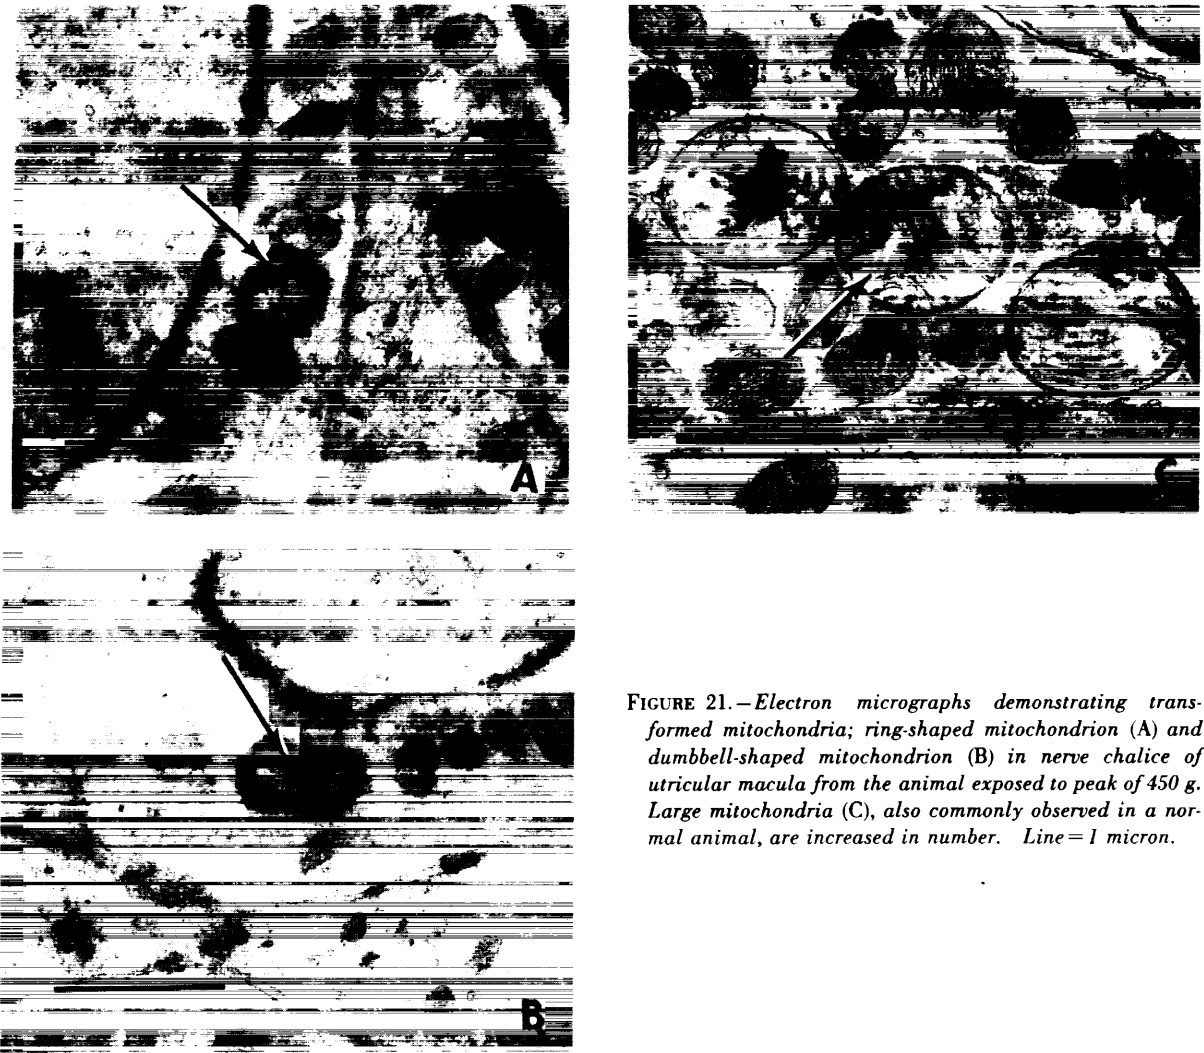 A
C
B
FIGURE 21.—Electron micrographs demonstrating trans-
formed mitochondria; ring-shaped mitochondrion (A) and
dumbbell-shaped mitochondrion (B) in nerve chalice of
utricular macula from the animal exposed to peak of 450 g.
Large mitochondria (C), also commonly observed in a nor-
mal animal, are increased in number. Line = 1 micron.